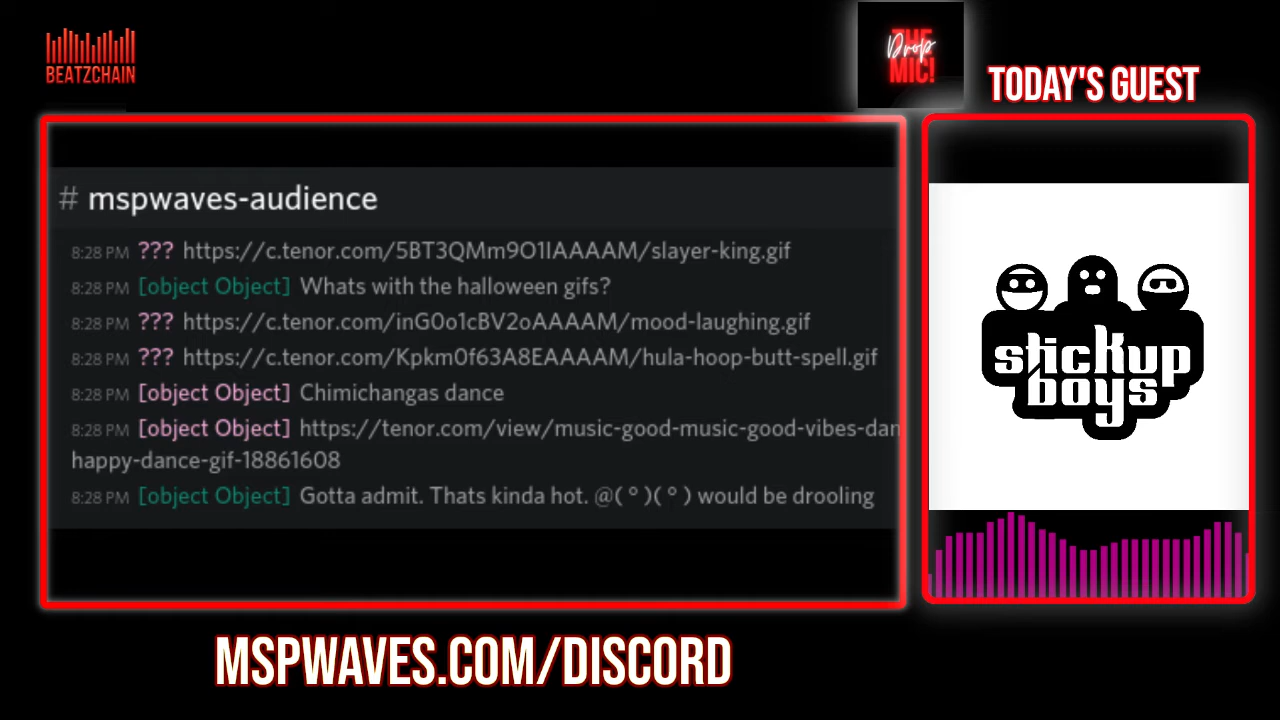 BEATZCHAIN
THE
Drop
MIC!
TODAY'S GUEST
# mspwaves-audience
8:28 PM ??? https://c.tenor.com/5BT3QMm9O1IAAAAM/slayer-king.gif
8:28 PM [object Object] Whats with the halloween gifs?
8:28 PM ??? https://c.tenor.com/inG0o1cBV2oAAAAM/mood-laughing.gif
8:28 PM ??? https://c.tenor.com/Kpkm0f63A8EAAAAM/hula-hoop-butt-spell.gif
8:28 PM [object Object] Chimichangas dance
8:28 PM [object Object] https://tenor.com/view/music-good-music-good-vibes-dan
happy-dance-gif-18861608
8:28 PM [object Object] Gotta admit. Thats kinda hot. @( ° )( ° ) would be drooling
stickup
boys
MSPWAVES.COM/DISCORD